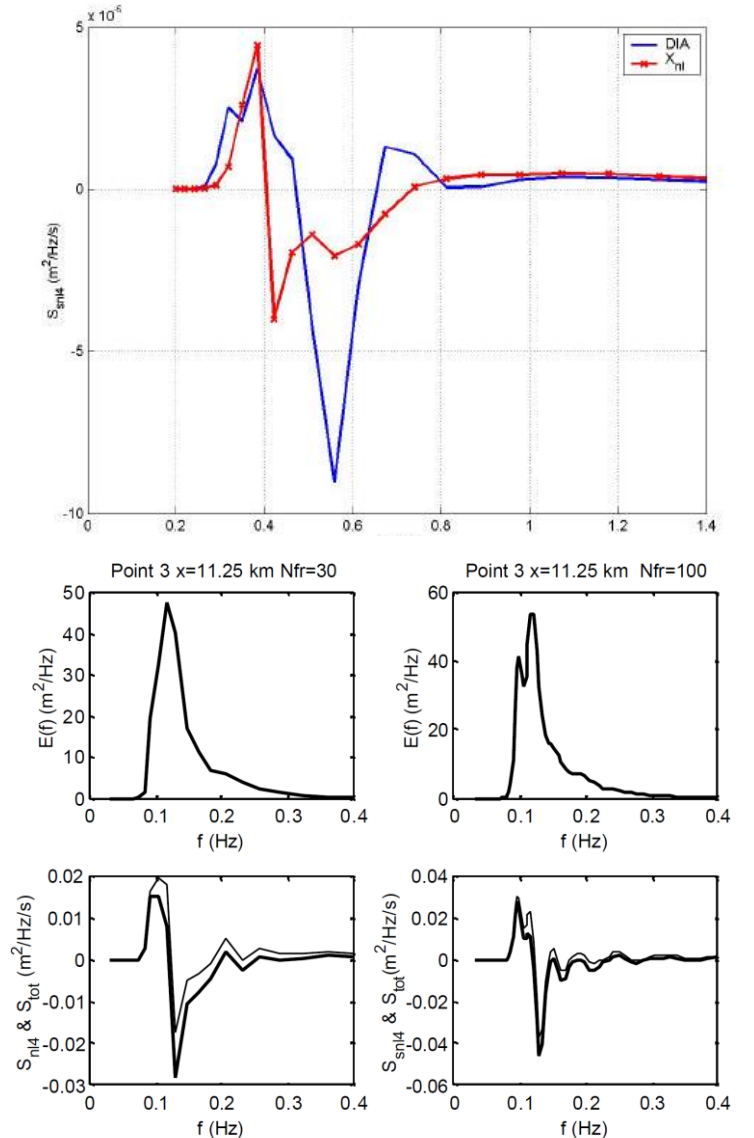 x 10⁻⁵
5
DIA
X_nl
0
S_snl4 (m²/Hz/s)
-5
-10
0 0.2 0.4 0.6 0.8 1 1.2 1.4
Point 3 x=11.25 km Nfr=30
50
40
30
20
10
0
E(f) (m²/Hz)
0 0.1 0.2 0.3 0.4
f (Hz)
Point 3 x=11.25 km Nfr=100
60
40
20
0
E(f) (m²/Hz)
0 0.1 0.2 0.3 0.4
f (Hz)
0.02
0.01
0
-0.01
-0.02
-0.03
S_nl4 & S_tot (m²/Hz/s)
0 0.1 0.2 0.3 0.4
f (Hz)
0.04
0.02
0
-0.02
-0.04
-0.06
S_snl4 & S_tot(m²/Hz/s)
0 0.1 0.2 0.3 0.4
f (Hz)